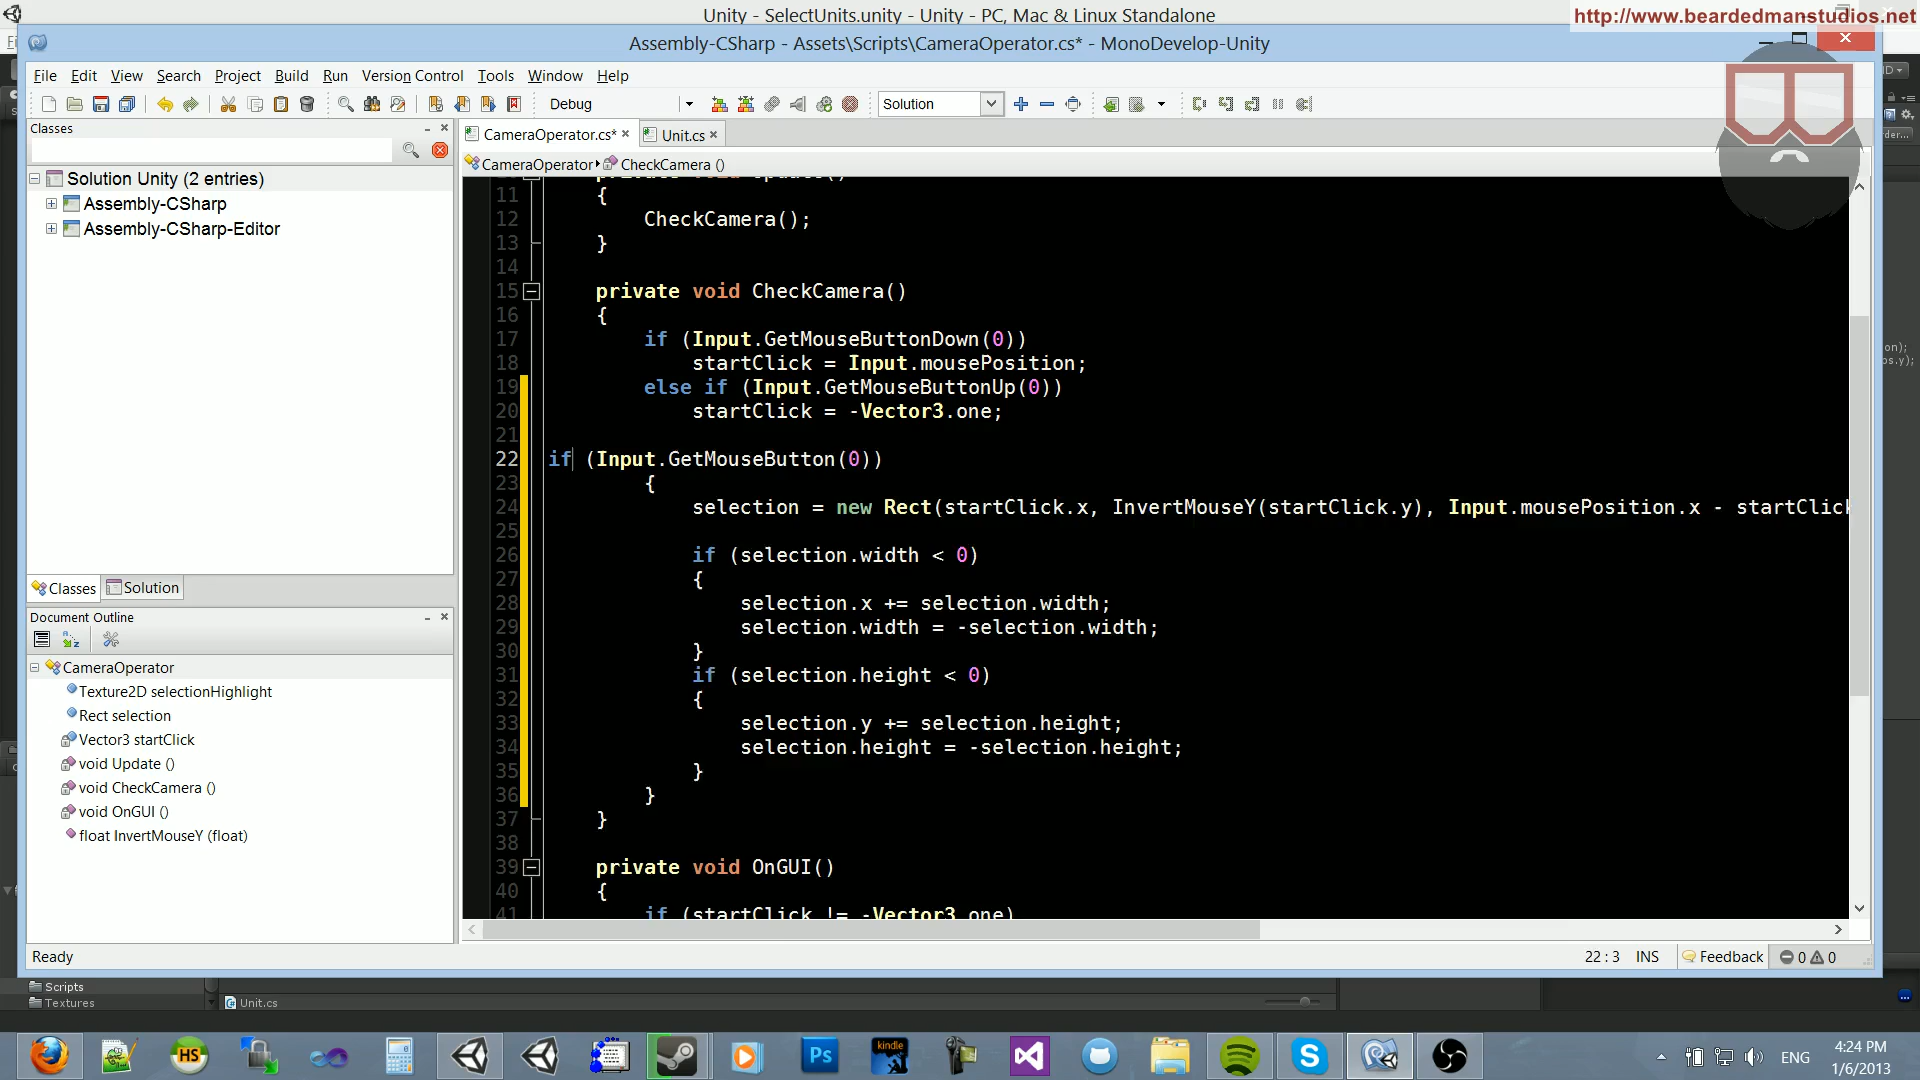 Unity - SelectUnits.unity - Unity - PC, Mac & Linux Standalone
http://www.beardedmanstudios.net
Assembly-CSharp - Assets\Scripts\CameraOperator.cs* - MonoDevelop-Unity
File Edit View Search Project Build Run Version Control Tools Window Help
Debug Solution
Classes
CameraOperator.cs* Unit.cs
CameraOperator CheckCamera ()
Solution Unity (2 entries)
Assembly-CSharp
Assembly-CSharp-Editor
Classes Solution
Document Outline
CameraOperator
Texture2D selectionHighlight
Rect selection
Vector3 startClick
void Update ()
void CheckCamera ()
void OnGUI ()
float InvertMouseY (float)
11 {
12 CheckCamera();
13 }
14
15 private void CheckCamera()
16 {
17 if (Input.GetMouseButtonDown(0))
18 startClick = Input.mousePosition;
19 else if (Input.GetMouseButtonUp(0))
20 startClick = -Vector3.one;
21
22 if (Input.GetMouseButton(0))
23 {
24 selection = new Rect(startClick.x, InvertMouseY(startClick.y), Input.mousePosition.x - startClick
25
26 if (selection.width < 0)
27 {
28 selection.x += selection.width;
29 selection.width = -selection.width;
30 }
31 if (selection.height < 0)
32 {
33 selection.y += selection.height;
34 selection.height = -selection.height;
35 }
36 }
37 }
38
39 private void OnGUI()
40 {
41 if (startClick != -Vector3.one)
Ready 22 : 3 INS Feedback 0 0
Scripts
Textures
Unit.cs
HS
Ps
kindle
ENG
4:24 PM
1/6/2013